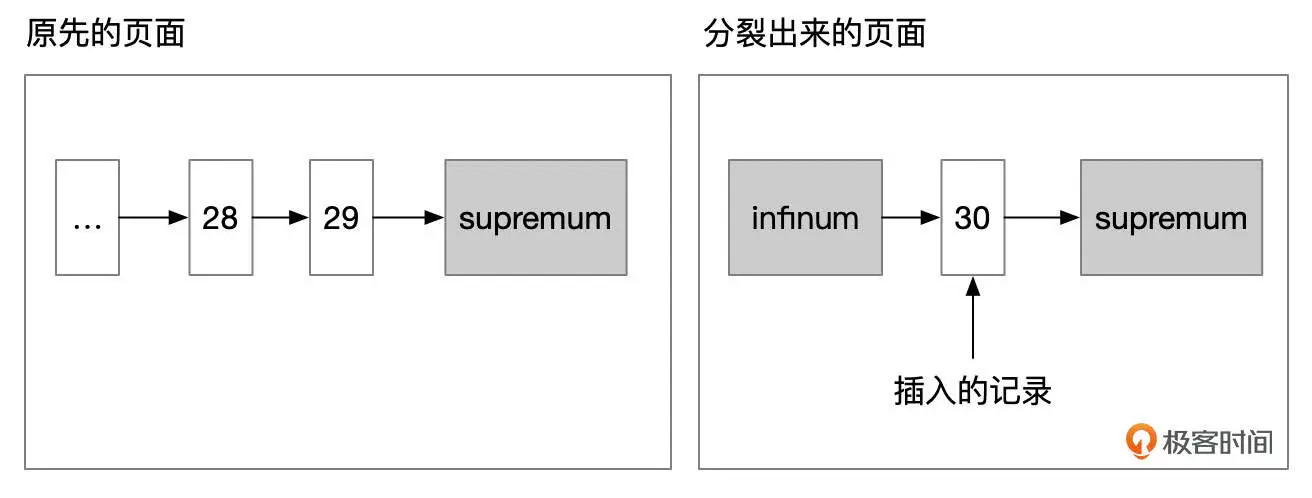 原先的页面
分裂出来的页面
... 28 29 supremum
infinum 30 supremum
插入的记录
极客时间